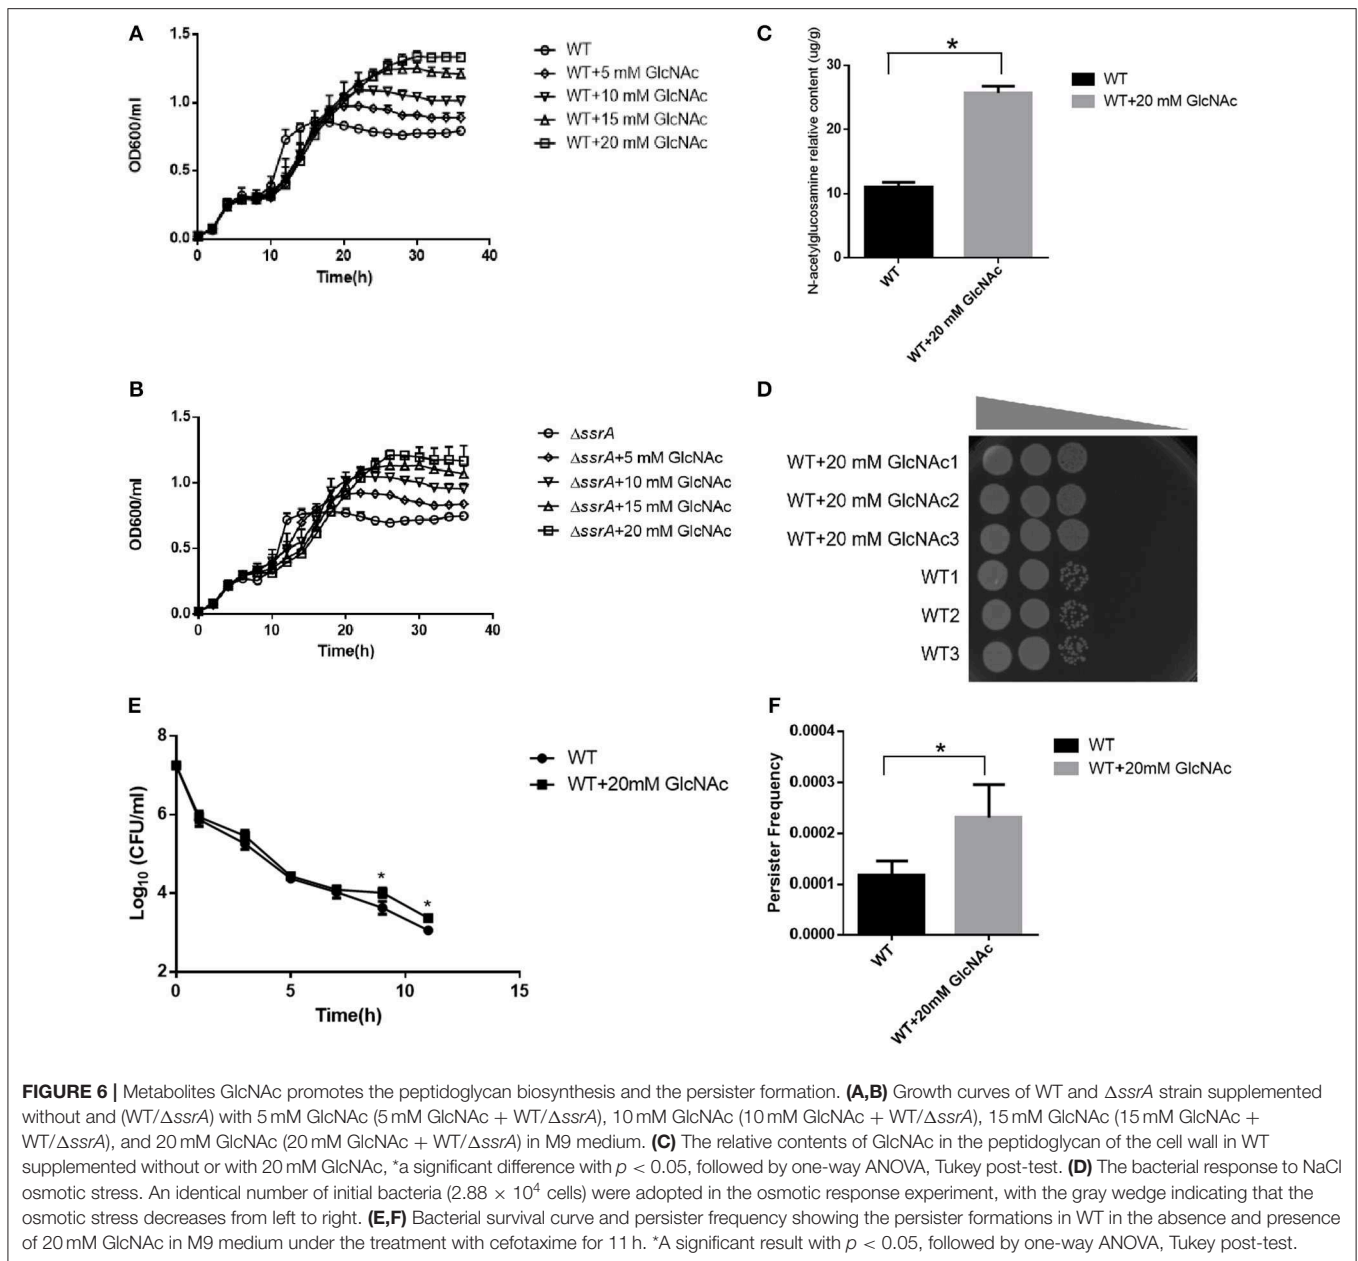 A
1.5
1.0
0.5
0.0
OD600/ml
0
10
20
30
40
Time(h)
WT
WT+5 mM GlcNAc
WT+10 mM GlcNAc
WT+15 mM GlcNAc
WT+20 mM GlcNAc
C
N-acetylglucosamine relative content (ug/g)
40
30
20
10
0
*
WT
WT+20 mM GlcNAc
WT
WT+20 mM GlcNAc
B
1.5
1.0
0.5
0.0
OD600/ml
0
10
20
30
40
Time(h)
ΔssrA
ΔssrA+5 mM GlcNAc
ΔssrA+10 mM GlcNAc
ΔssrA+15 mM GlcNAc
ΔssrA+20 mM GlcNAc
D
WT+20 mM GlcNAc1
WT+20 mM GlcNAc2
WT+20 mM GlcNAc3
WT1
WT2
WT3
E
8
6
4
2
Log10 (CFU/ml)
0
5
10
15
Time(h)
*
*
WT
WT+20mM GlcNAc
F
0.0004
0.0003
0.0002
0.0001
0.0000
Persister Frequency
*
WT
WT+20mM GlcNAc
WT
WT+20mM GlcNAc
FIGURE 6 | Metabolites GlcNAc promotes the peptidoglycan biosynthesis and the persister formation. (A,B) Growth curves of WT and ΔssrA strain supplemented
without and (WT/ΔssrA) with 5 mM GlcNAc (5 mM GlcNAc + WT/ΔssrA), 10 mM GlcNAc (10 mM GlcNAc + WT/ΔssrA), 15 mM GlcNAc (15 mM GlcNAc +
WT/ΔssrA), and 20 mM GlcNAc (20 mM GlcNAc + WT/ΔssrA) in M9 medium. (C) The relative contents of GlcNAc in the peptidoglycan of the cell wall in WT
supplemented without or with 20 mM GlcNAc, *a significant difference with p < 0.05, followed by one-way ANOVA, Tukey post-test. (D) The bacterial response to NaCl
osmotic stress. An identical number of initial bacteria (2.88 × 10⁴ cells) were adopted in the osmotic response experiment, with the gray wedge indicating that the
osmotic stress decreases from left to right. (E,F) Bacterial survival curve and persister frequency showing the persister formations in WT in the absence and presence
of 20 mM GlcNAc in M9 medium under the treatment with cefotaxime for 11 h. *A significant result with p < 0.05, followed by one-way ANOVA, Tukey post-test.